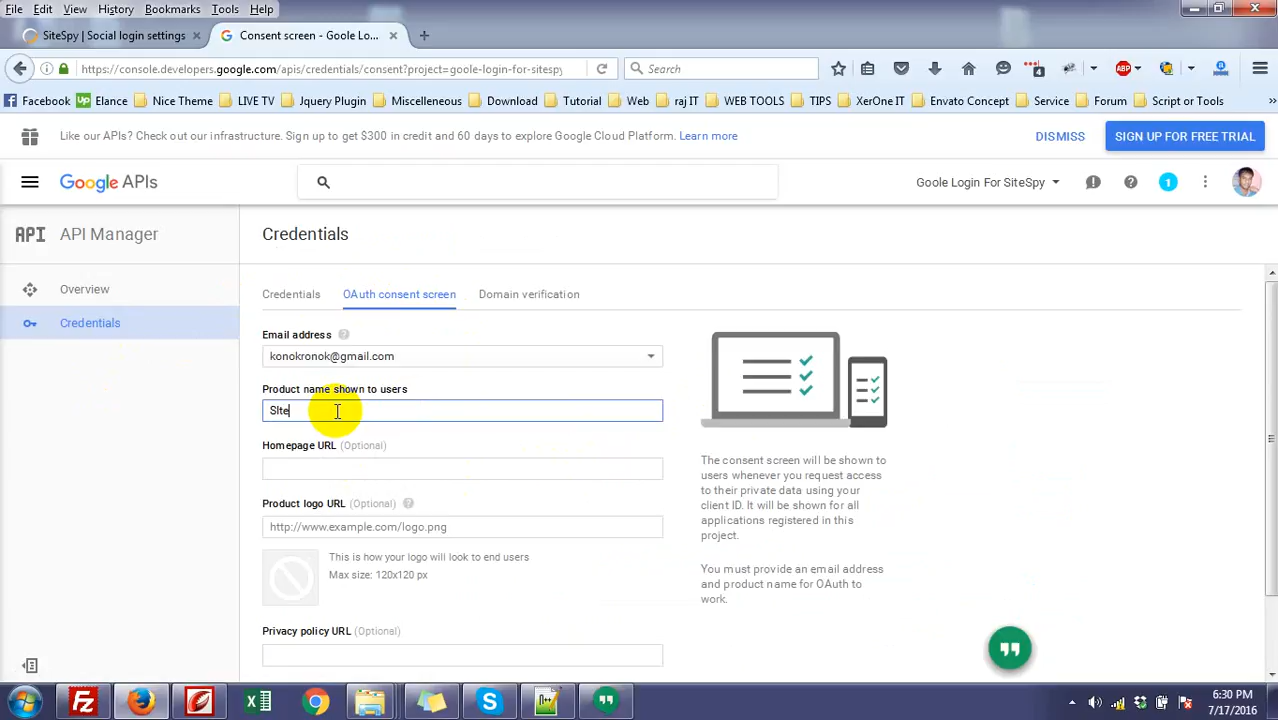 File Edit View History Bookmarks Tools Help
SiteSpy | Social login settings × Consent screen - Goole Lo... × +
https://console.developers.google.com/apis/credentials/consent?project=goole-login-for-sitespy Search 4 ABP
Facebook Up Elance Nice Theme LIVE TV Jquery Plugin Miscelleneous Download Tutorial Web raj IT WEB TOOLS TIPS XerOne IT Envato Concept Service Forum Script or Tools »
Like our APIs? Check out our infrastructure. Sign up to get $300 in credit and 60 days to explore Google Cloud Platform. Learn more DISMISS SIGN UP FOR FREE TRIAL
Google APIs Goole Login For SiteSpy 1
API API Manager
Credentials
Overview
Credentials
Credentials OAuth consent screen Domain verification
Email address
konokronok@gmail.com
Product name shown to users
SIte
Homepage URL (Optional)
Product logo URL (Optional)
http://www.example.com/logo.png
This is how your logo will look to end users
Max size: 120x120 px
Privacy policy URL (Optional)
The consent screen will be shown to
users whenever you request access
to their private data using your
client ID. It will be shown for all
applications registered in this
project.
You must provide an email address
and product name for OAuth to
work.
6:30 PM
7/17/2016